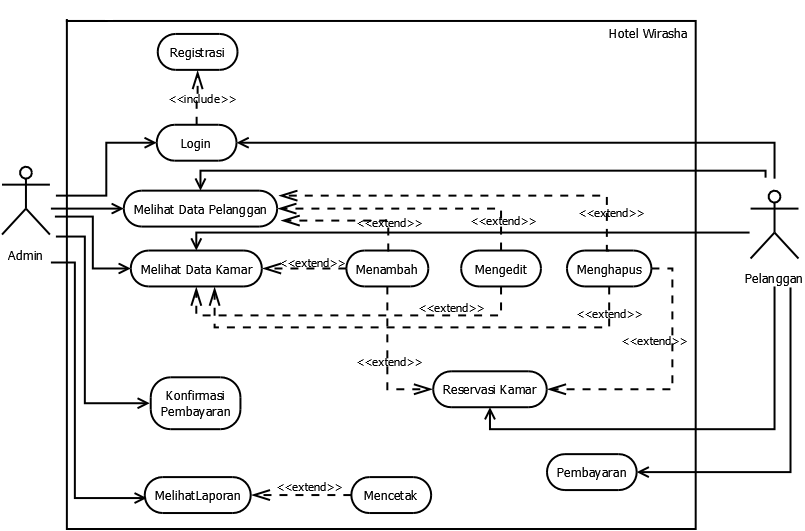 Hotel Wirasha
Registrasi
<<include>>
Login
Melihat Data Pelanggan
<<extend>>
<<extend>>
<<extend>>
Admin
Melihat Data Kamar
<<extend>>
Menambah
Mengedit
Menghapus
Pelanggan
<<extend>>
<<extend>>
<<extend>>
<<extend>>
Konfirmasi
Pembayaran
Reservasi Kamar
Pembayaran
MelihatLaporan
<<extend>>
Mencetak